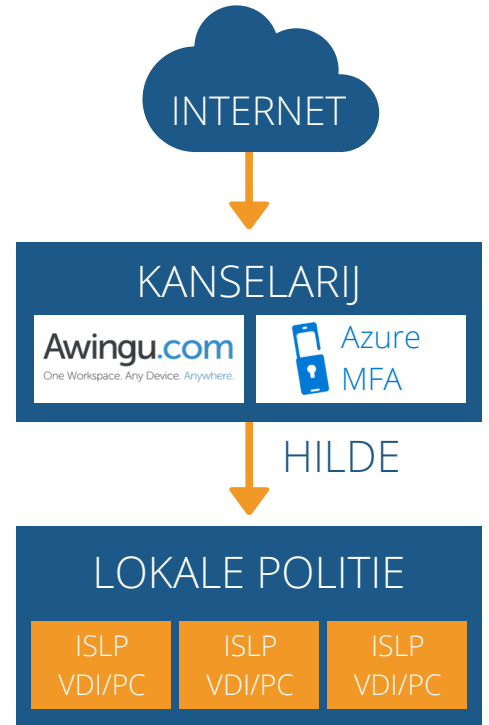 INTERNET
KANSELARIJ
Awingu.com
One Workspace. Any Device. Anywhere.
Azure
MFA
HILDE
LOKALE POLITIE
ISLP
VDI/PC
ISLP
VDI/PC
ISLP
VDI/PC